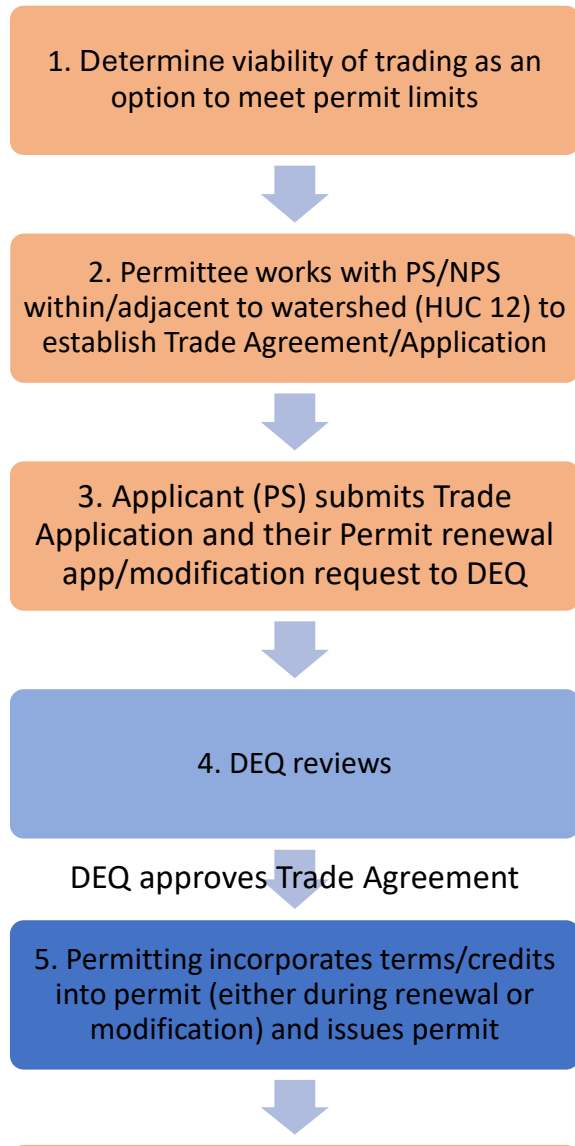 1. Determine viability of trading as an
option to meet permit limits
2. Permittee works with PS/NPS
within/adjacent to watershed (HUC 12) to
establish Trade Agreement/Application
3. Applicant (PS) submits Trade
Application and their Permit renewal
app/modification request to DEQ
4. DEQ reviews
DEQ approves Trade Agreement
5. Permitting incorporates terms/credits
into permit (either during renewal or
modification) and issues permit